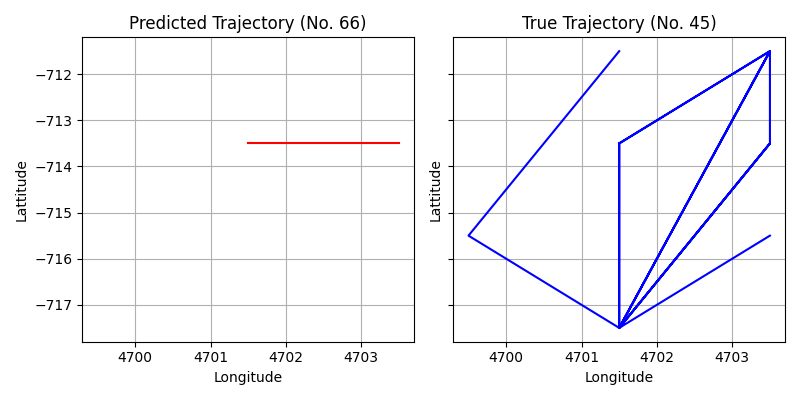 Predicted Trajectory (No. 66)
True Trajectory (No. 45)
Lattitude
−712
−713
−714
−715
−716
−717
4700
4701
4702
4703
Longitude
Lattitude
4700
4701
4702
4703
Longitude